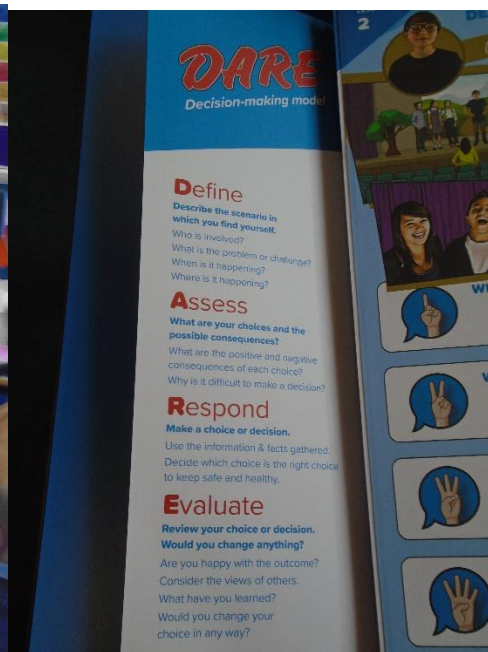 DARE
Decision-making model
Define
Describe the scenario in
which you find yourself.
Who is involved?
What is the problem or challenge?
When is it happening?
Where is it happening?
Assess
What are your choices and the
possible consequences?
What are the positive and negative
consequences of each choice?
Why is it difficult to make a decision?
Respond
Make a choice or decision.
Use the information & facts gathered.
Decide which choice is the right choice
to keep safe and healthy.
Evaluate
Review your choice or decision.
Would you change anything?
Are you happy with the outcome?
Consider the views of others.
What have you learned?
Would you change your
choice in any way?
2